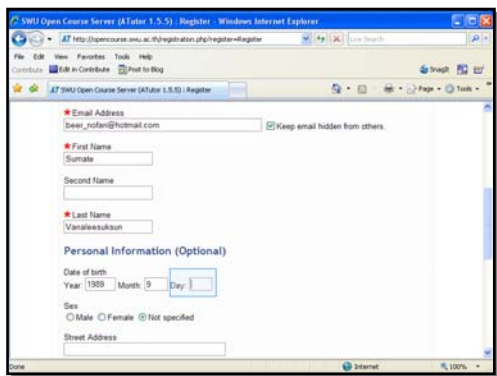 SWU Open Course Server (ATutor 1.5.5) : Register - Windows Internet Explorer
http://opencourse.swu.ac.th/registration.php?register=Register
Live Search
File Edit View Favorites Tools Help
Contribute Edit in Contribute Post to Blog
SnagIt
SWU Open Course Server (ATutor 1.5.5) : Register
Page Tools
Email Address
beer_nofan@hotmail.com Keep email hidden from others.
First Name
Sumate
Second Name
Last Name
Vanaleesuksun
Personal Information (Optional)
Date of birth
Year: 1989 Month: 9 Day:
Sex
Male Female Not specified
Street Address
Done Internet 100%